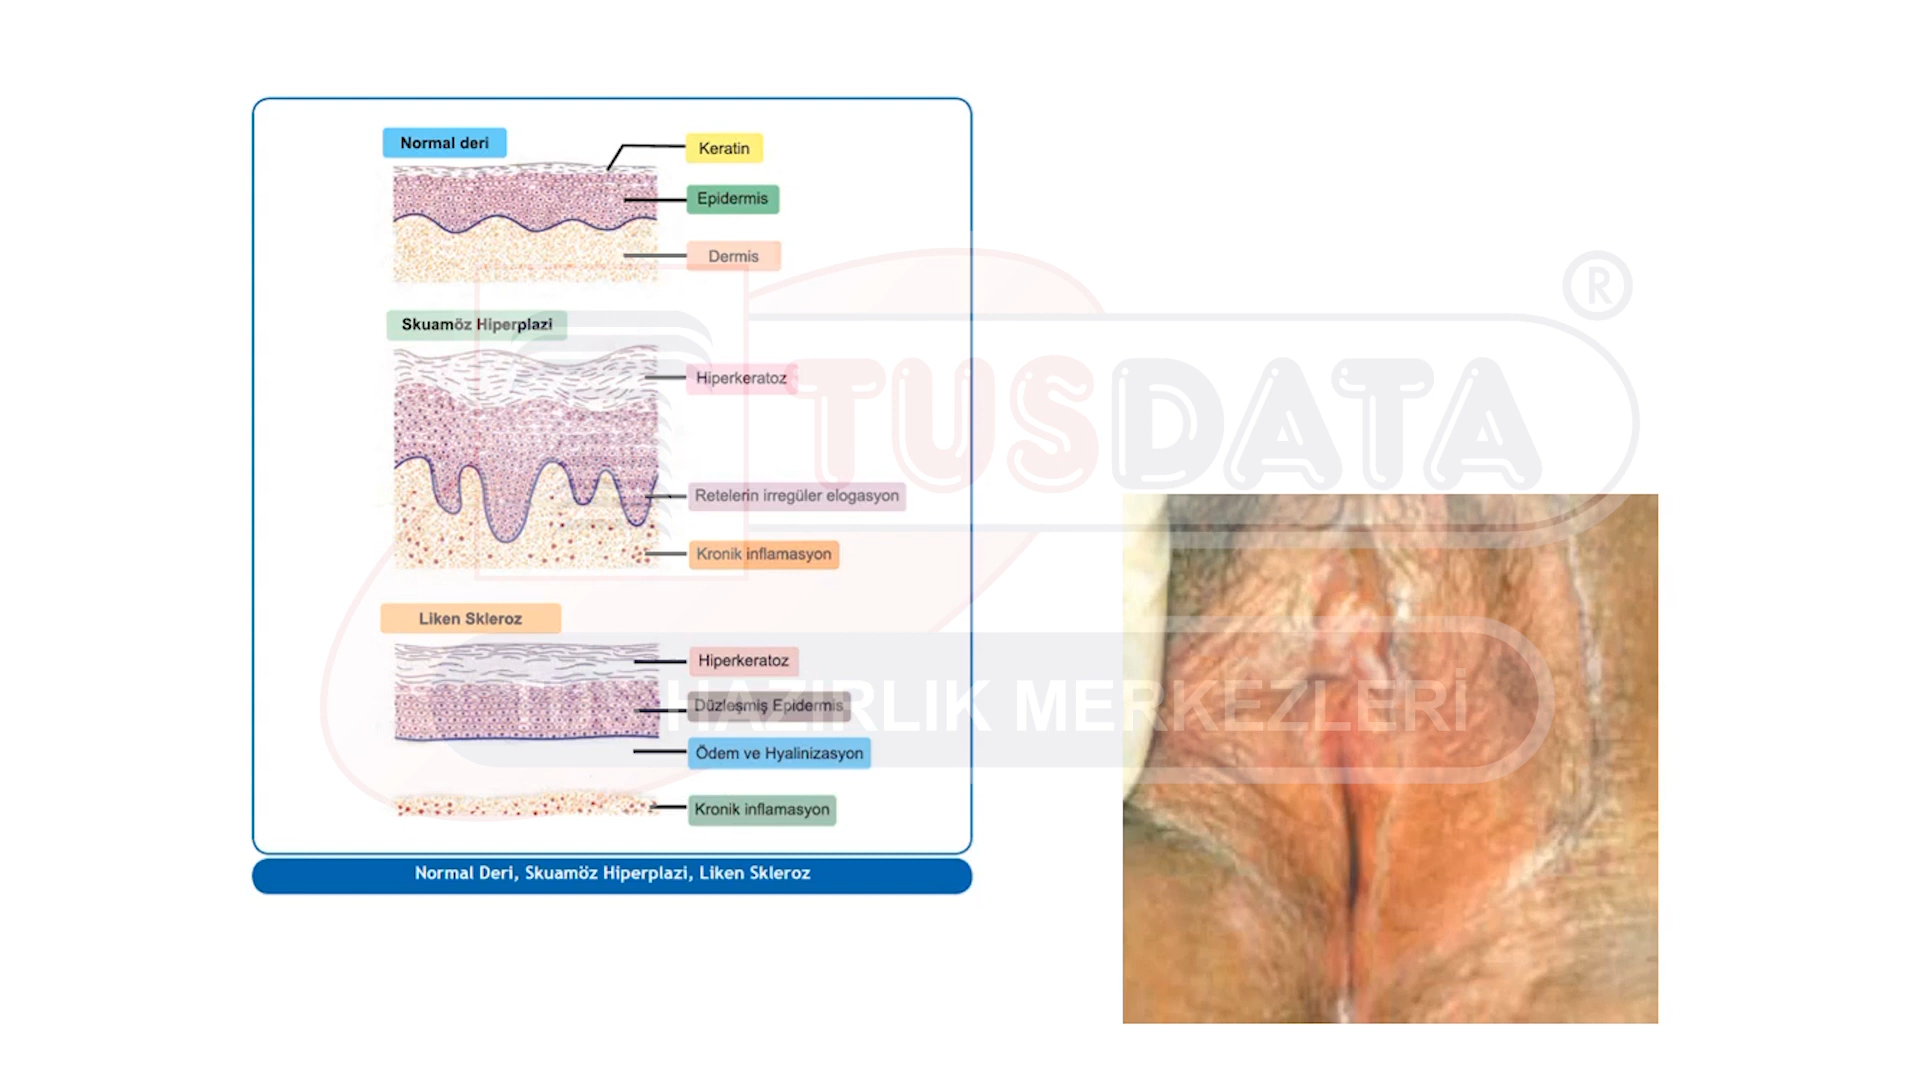 Normal deri
Keratin
Epidermis
Dermis
Skuamöz Hiperplazi
Hiperkeratoz
Retelerin irregüler elogasyon
Kronik inflamasyon
Liken Skleroz
Hiperkeratoz
Düzleşmiş Epidermis
Ödem ve Hyalinizasyon
Kronik inflamasyon
Normal Deri, Skuamöz Hiperplazi, Liken Skleroz
®
TUSDATA
HAZIRLIK MERKEZLERİ